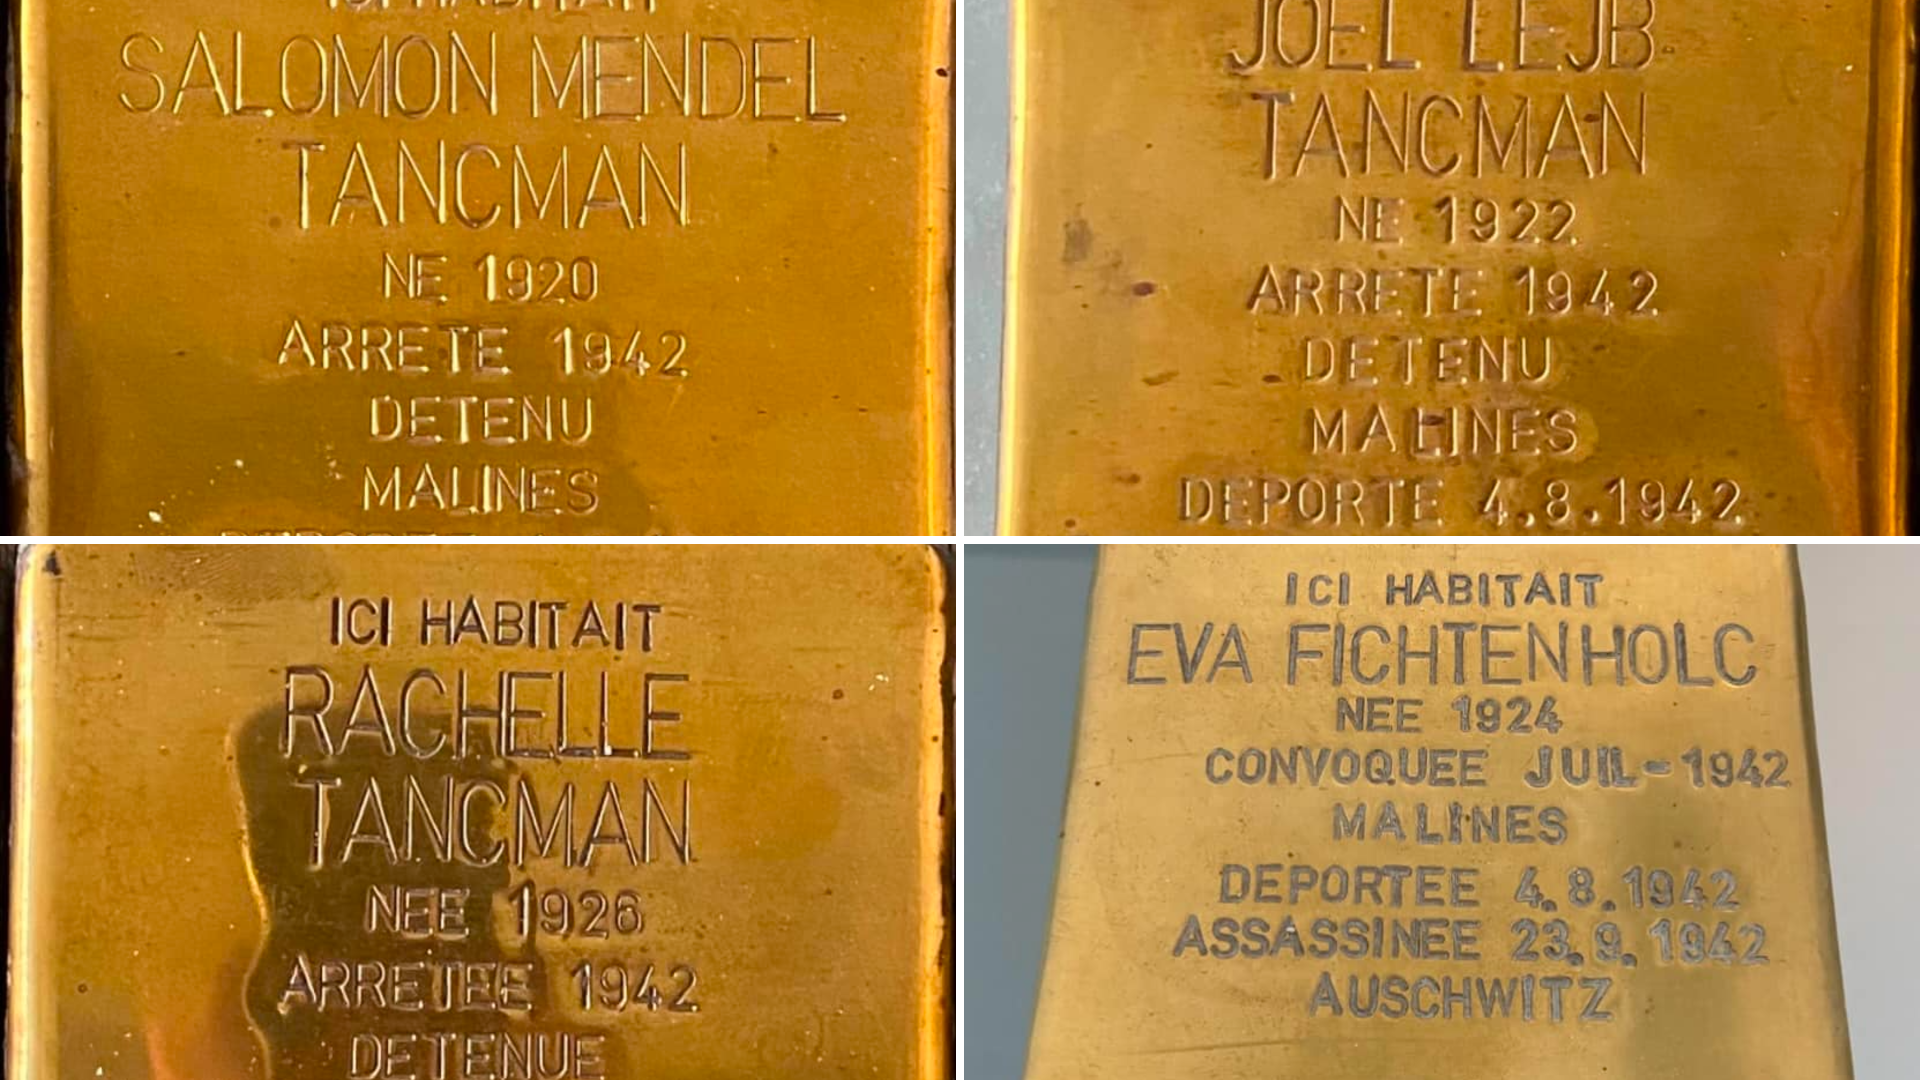 ICI HABITAIT
SALOMON MENDEL
TANCMAN
NE 1920
ARRETE 1942
DETENU
MALINES
JOEL LEJB
TANCMAN
NE 1922
ARRETE 1942
DETENU
MALINES
DEPORTE 4.8.1942
ICI HABITAIT
RACHELLE
TANCMAN
NEE 1926
ARRETEE 1942
DETENUE
ICI HABITAIT
EVA FICHTENHOLC
NEE 1924
CONVOQUEE JUIL-1942
MALINES
DEPORTEE 4.8.1942
ASSASSINEE 23.9.1942
AUSCHWITZ